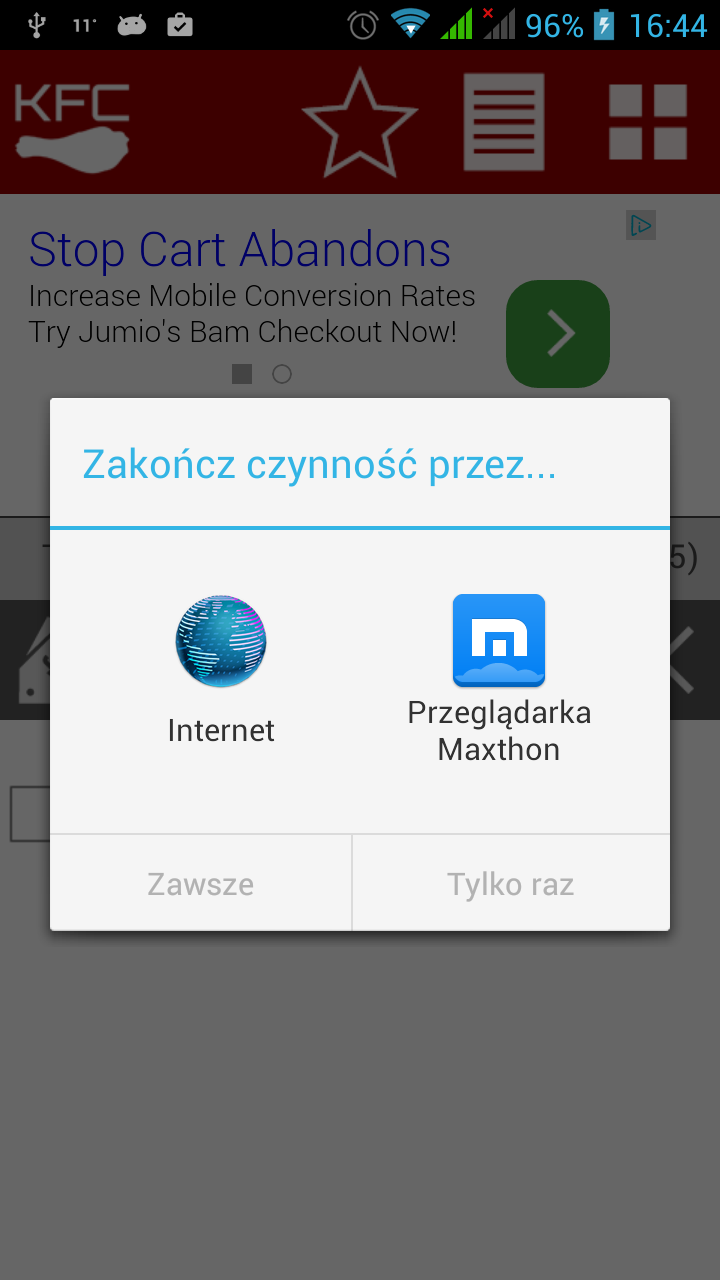 11°
96%
16:44
KFC
Stop Cart Abandons
Increase Mobile Conversion Rates
Try Jumio's Bam Checkout Now!
Zakończ czynność przez...
5)
Internet
Przeglądarka
Maxthon
Zawsze
Tylko raz